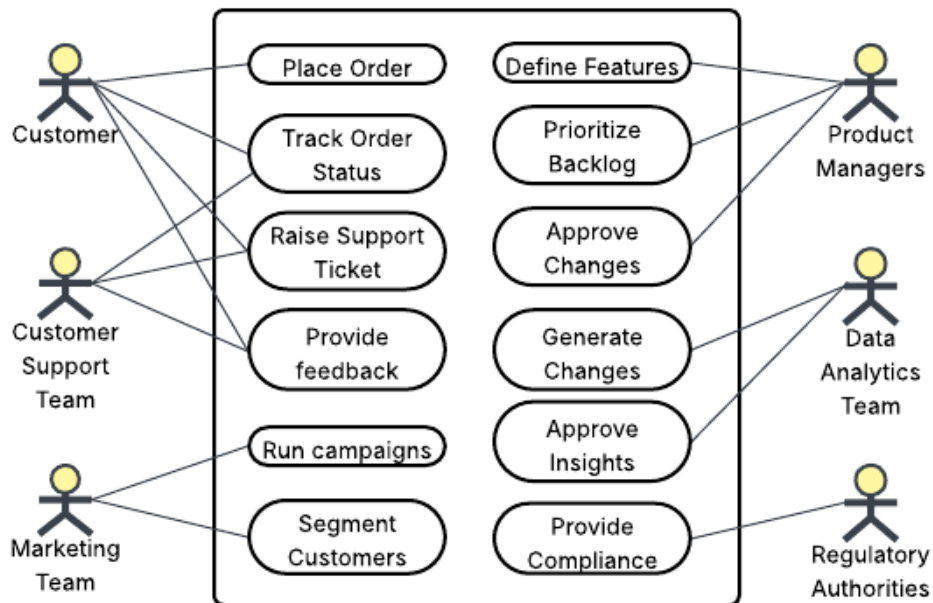 Customer
Customer
Support
Team
Marketing
Team
Place Order
Track Order
Status
Raise Support
Ticket
Provide
feedback
Run campaigns
Segment
Customers
Define Features
Prioritize
Backlog
Approve
Changes
Generate
Changes
Approve
Insights
Provide
Compliance
Product
Managers
Data
Analytics
Team
Regulatory
Authorities